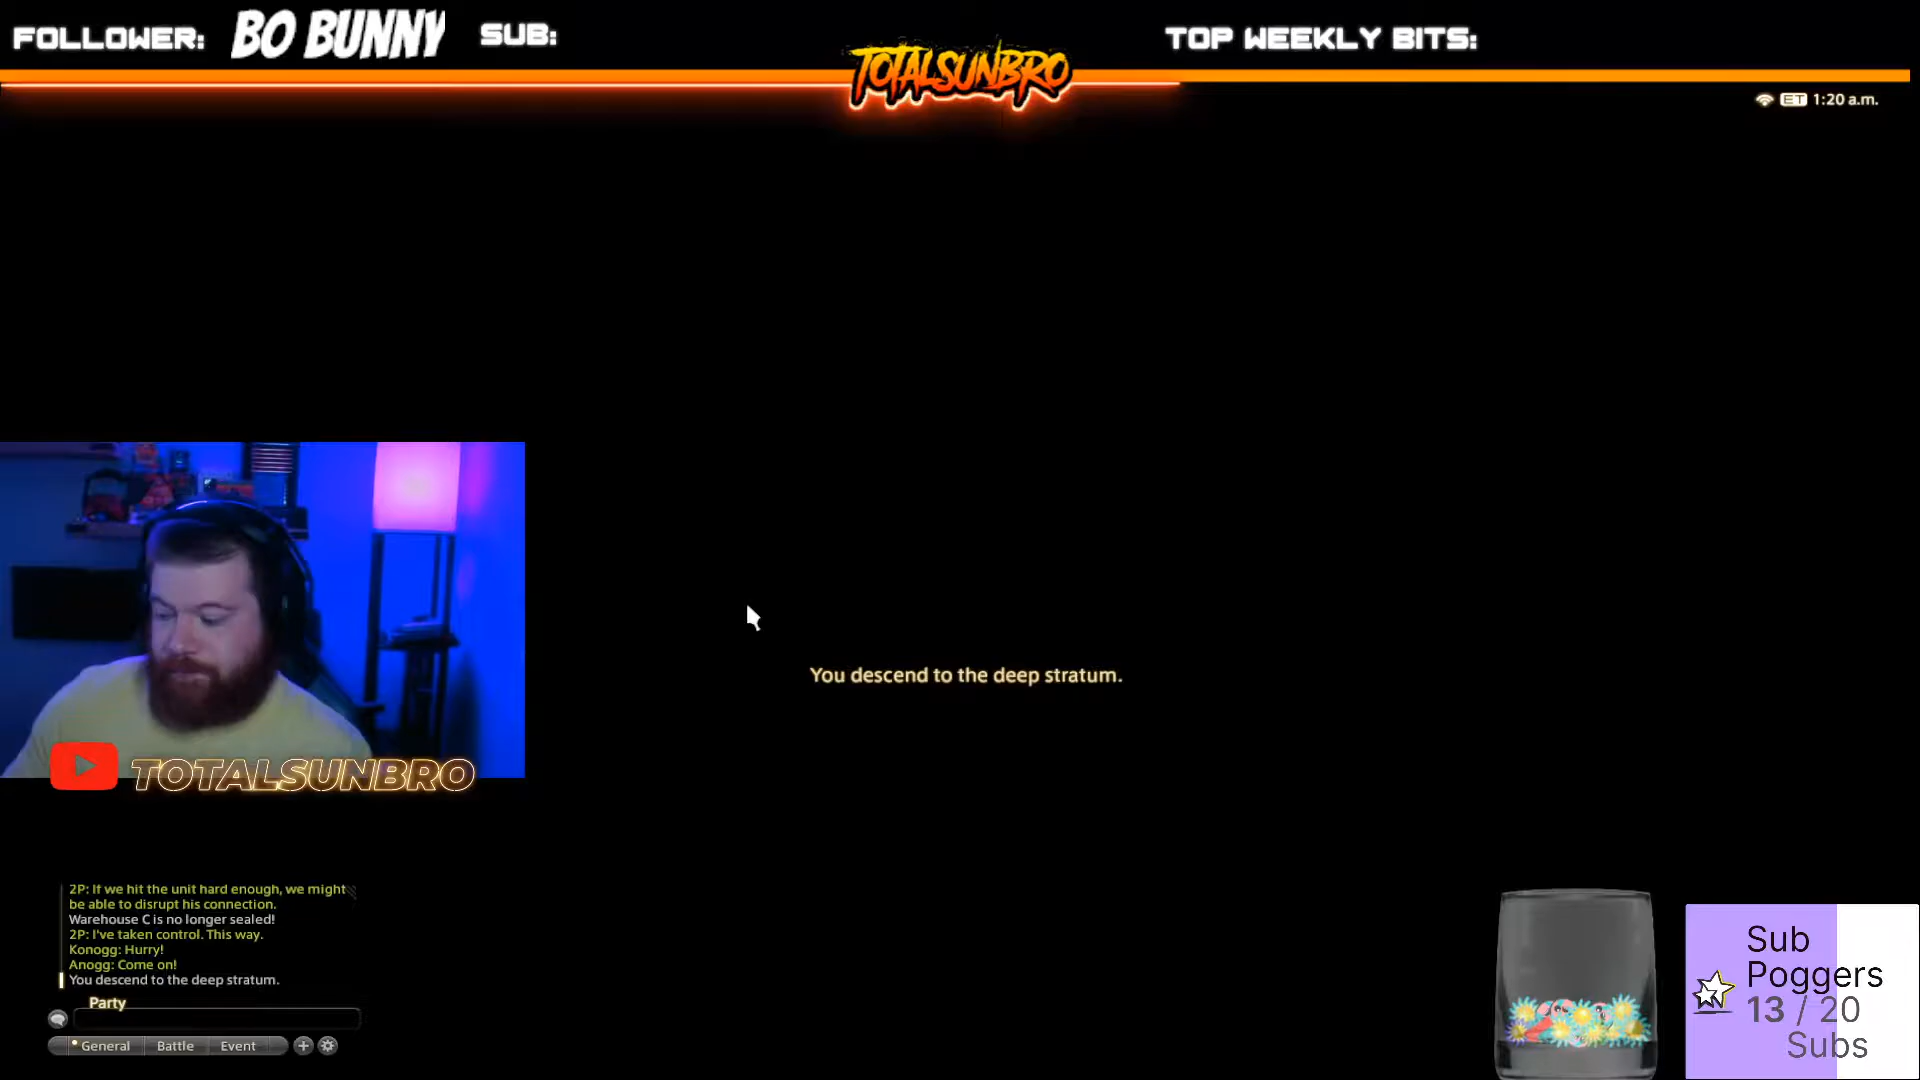 FOLLOWER: BO BUNNY SUB:
TOTALSUNBRO
TOP WEEKLY BITS:
ET 1:20 a.m.
You descend to the deep stratum.
TOTALSUNBRO
2P: If we hit the unit hard enough, we might
be able to disrupt his connection.
Warehouse C is no longer sealed!
2P: I've taken control. This way.
Konogg: Hurry!
Anogg: Come on!
You descend to the deep stratum.
Party
General Battle Event
Sub
Poggers
13 / 20
Subs